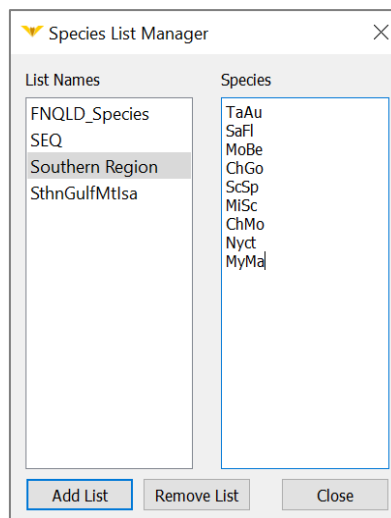 Species List Manager
List Names
Species
FNQLD_Species
SEQ
Southern Region
SthnGulfMtIsa
TaAu
SaFl
MoBe
ChGo
ScSp
MiSc
ChMo
Nyct
MyMa
Add List
Remove List
Close